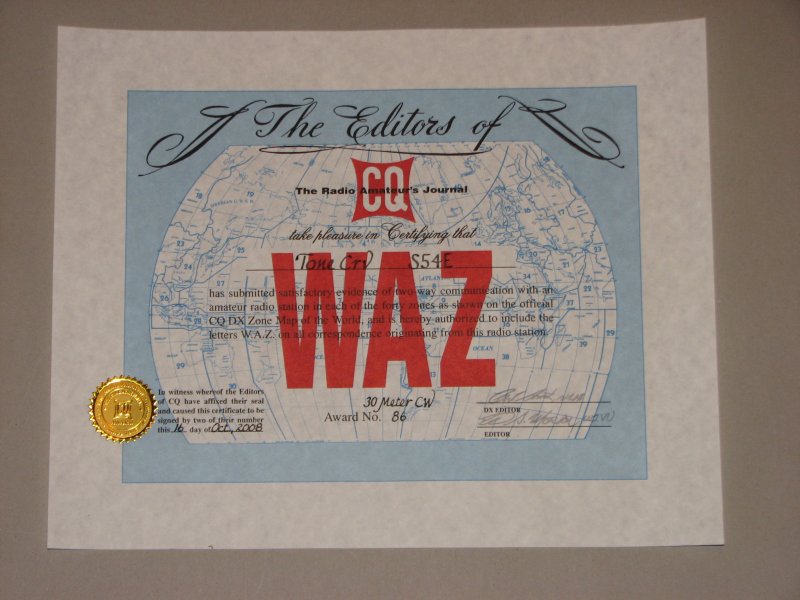 The Editors of
CQ
The Radio Amateur's Journal
take pleasure in Certifying that
Tone Crv S54E
WAZ
has submitted satisfactory evidence of two-way communication with an
amateur radio station in each of the forty zones as shown on the official
CQ DX Zone Map of the World, and is hereby authorized to include the
letters W.A.Z. on all correspondence originating from this radio station.
30 Meter CW
Award No. 86
In witness whereof the Editors
of CQ have affixed their seal
and caused this certificate to be
signed by two of their number
this 16 day of Oct, 2008
DX EDITOR
EDITOR
OCEAN